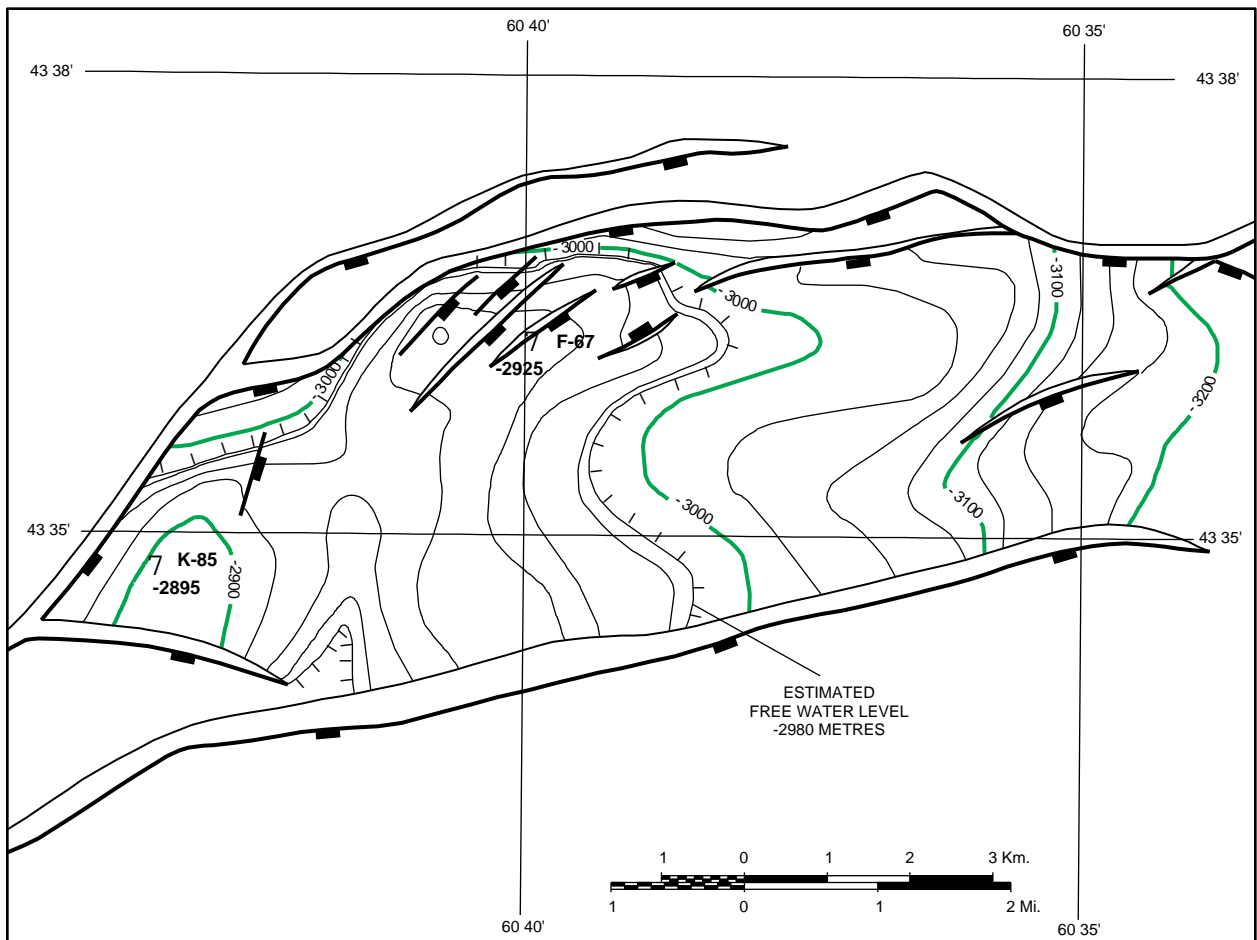 60 40'
60 35'
43 38'
43 38'
-3000
-3000
-3100
-3000
-3200
F-67
-2925
-3000
-3100
43 35'
43 35'
K-85
-2895
-2900
ESTIMATED
FREE WATER LEVEL
-2980 METRES
1 0 1 2 3 Km.
1 0 1 2 Mi.
60 40'
60 35'